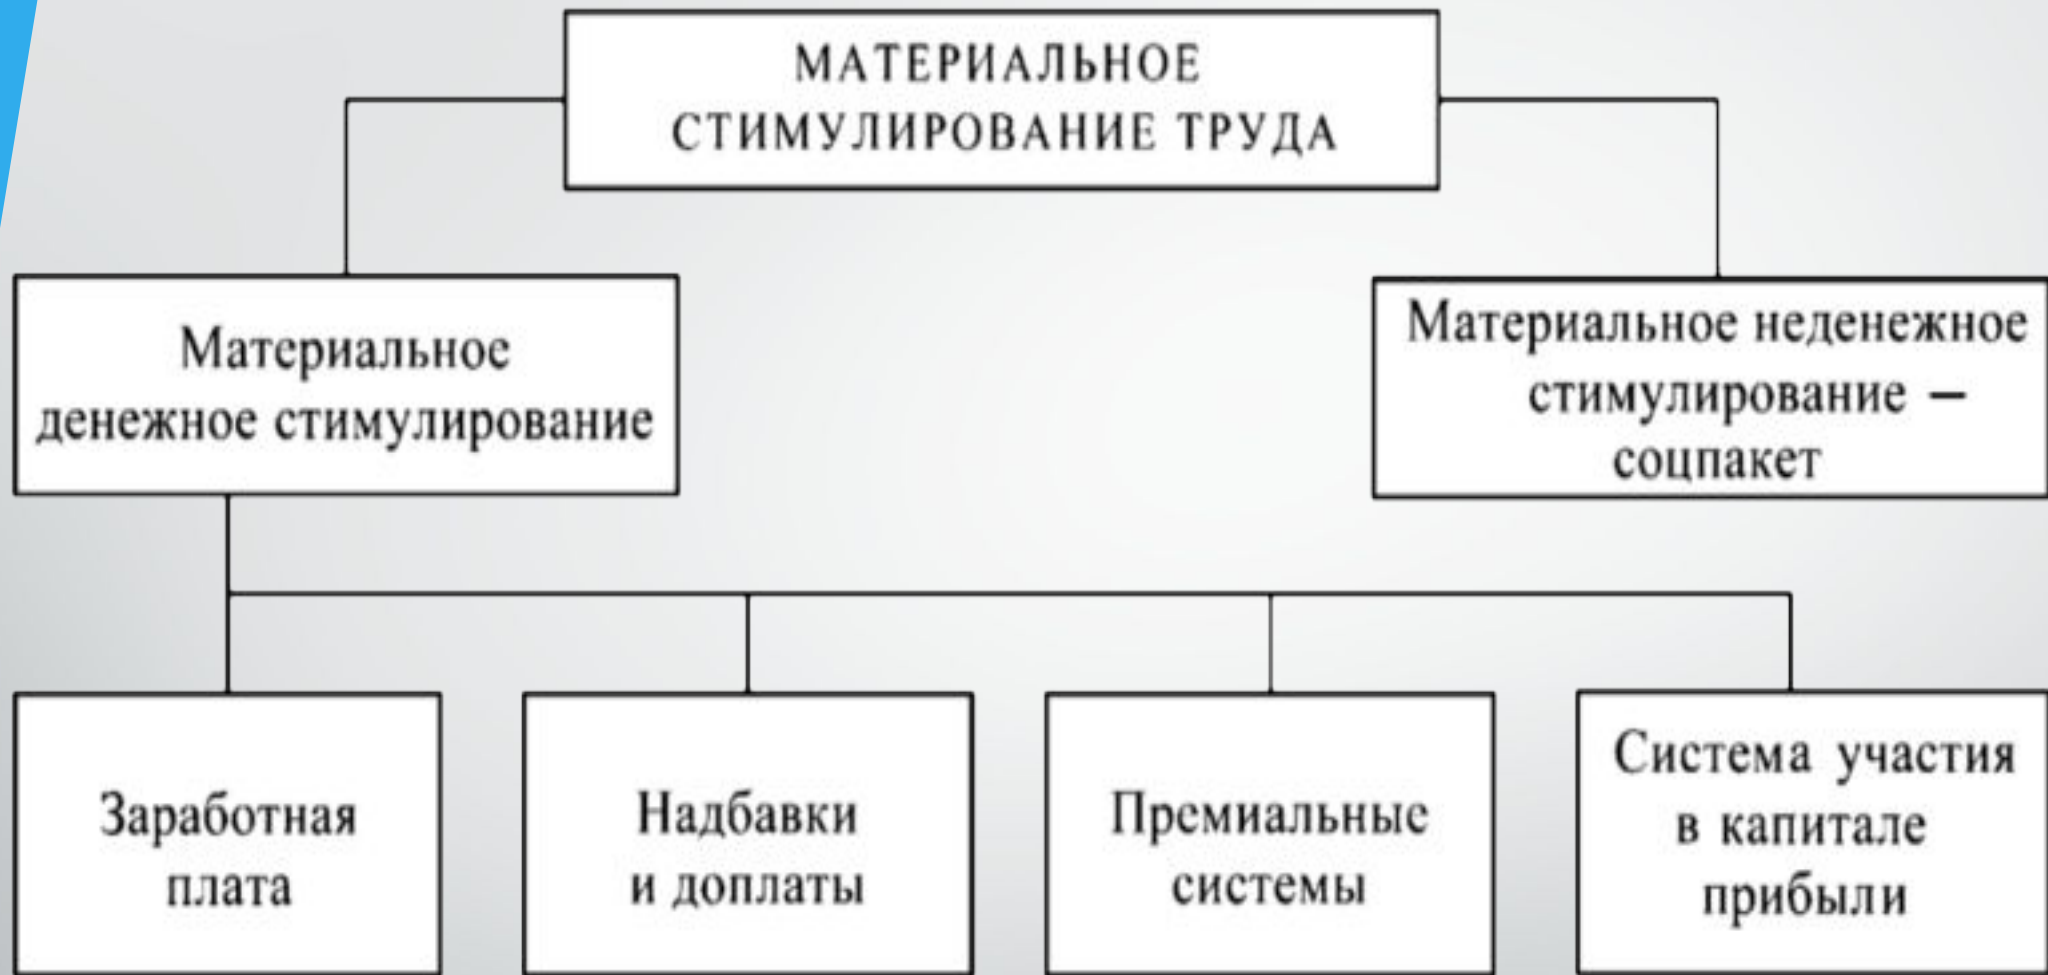 МАТЕРИАЛЬНОЕ
СТИМУЛИРОВАНИЕ ТРУДА
Материальное
денежное стимулирование
Материальное неденежное
стимулирование —
соцпакет
Заработная
плата
Надбавки
и доплаты
Премиальные
системы
Система участия
в капитале
прибыли